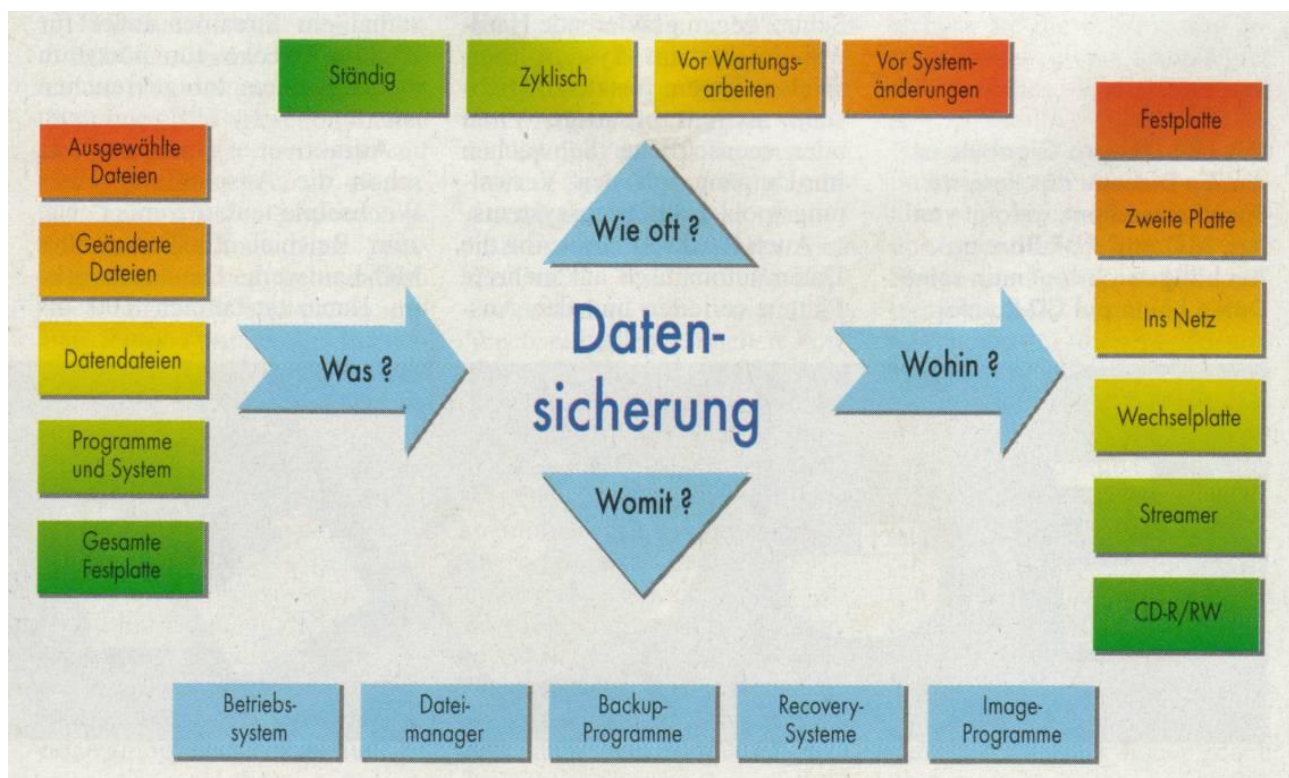 Ständig
Zyklisch
Vor Wartungs-
arbeiten
Vor System-
änderungen
Ausgewählte
Dateien
Geänderte
Dateien
Datendateien
Programme
und System
Gesamte
Festplatte
Wie oft ?
Was ?
Daten-
sicherung
Wohin ?
Womit ?
Festplatte
Zweite Platte
Ins Netz
Wechselplatte
Streamer
CD-R/RW
Betriebs-
system
Datei-
manager
Backup-
Programme
Recovery-
Systeme
Image-
Programme